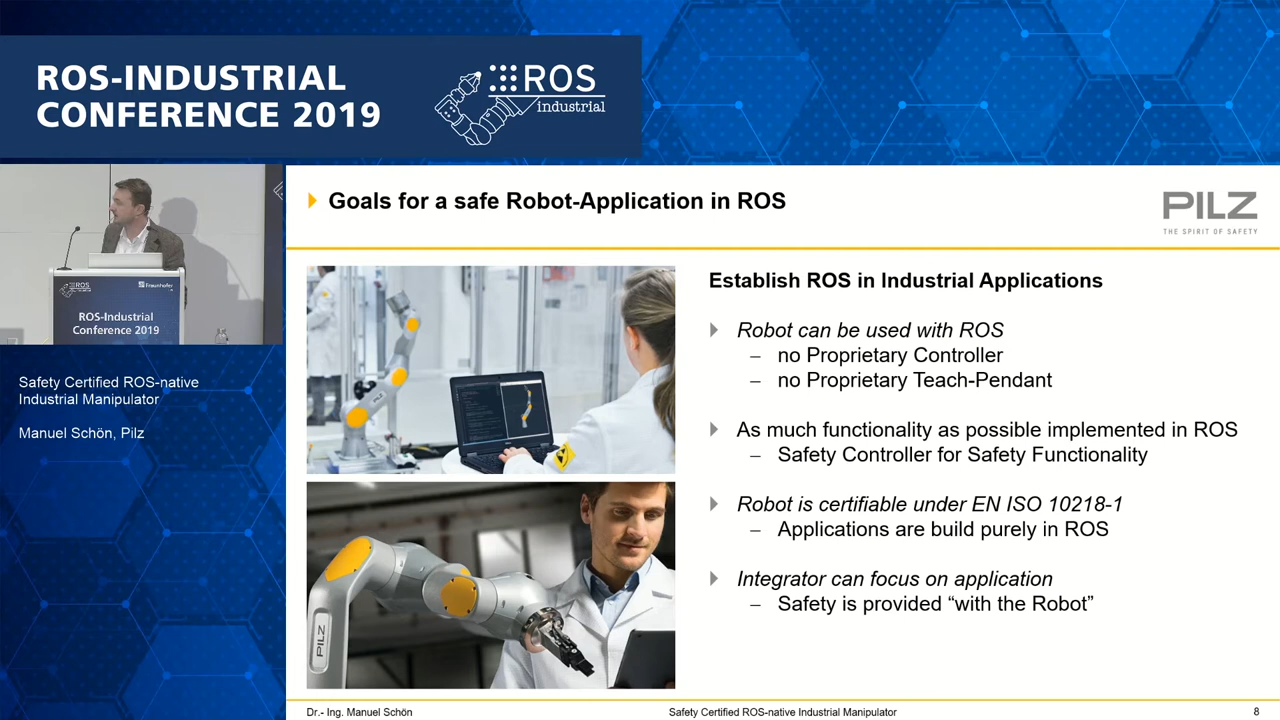 ROS-INDUSTRIAL
CONFERENCE 2019
ROS
industrial
ROS
Fraunhofer
ROS-Industrial
Conference 2019
Safety Certified ROS-native
Industrial Manipulator
Manuel Schön, Pilz
Goals for a safe Robot-Application in ROS
PILZ
THE SPIRIT OF SAFETY
PILZ
PILZ
Establish ROS in Industrial Applications
Robot can be used with ROS
– no Proprietary Controller
– no Proprietary Teach-Pendant
As much functionality as possible implemented in ROS
– Safety Controller for Safety Functionality
Robot is certifiable under EN ISO 10218-1
– Applications are build purely in ROS
Integrator can focus on application
– Safety is provided “with the Robot”
Dr.- Ing. Manuel Schön
Safety Certified ROS-native Industrial Manipulator
8